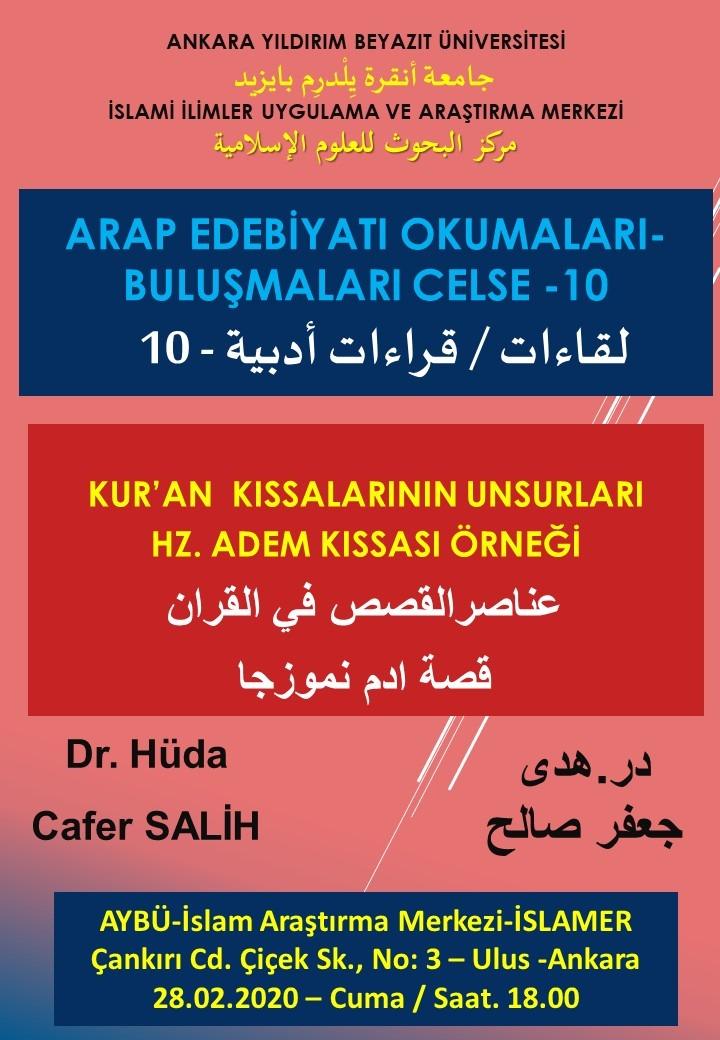 ANKARA YILDIRIM BEYAZIT ÜNİVERSİTESİ
جامعة أنقرة يِلْدرِم بايزيد
İSLAMİ İLİMLER UYGULAMA VE ARAŞTIRMA MERKEZİ
مركز البحوث للعلوم الإسلامية
ARAP EDEBİYATI OKUMALARI-
BULUŞMALARI CELSE -10
لقاءات / قراءات أدبية - 10
KUR’AN KISSALARININ UNSURLARI
HZ. ADEM KISSASI ÖRNEĞİ
عناصرالقصص في القران
قصة ادم نموزجا
Dr. Hüda
Cafer SALİH
در.هدى
جعفر صالح
AYBÜ-İslam Araştırma Merkezi-İSLAMER
Çankırı Cd. Çiçek Sk., No: 3 – Ulus -Ankara
28.02.2020 – Cuma / Saat. 18.00